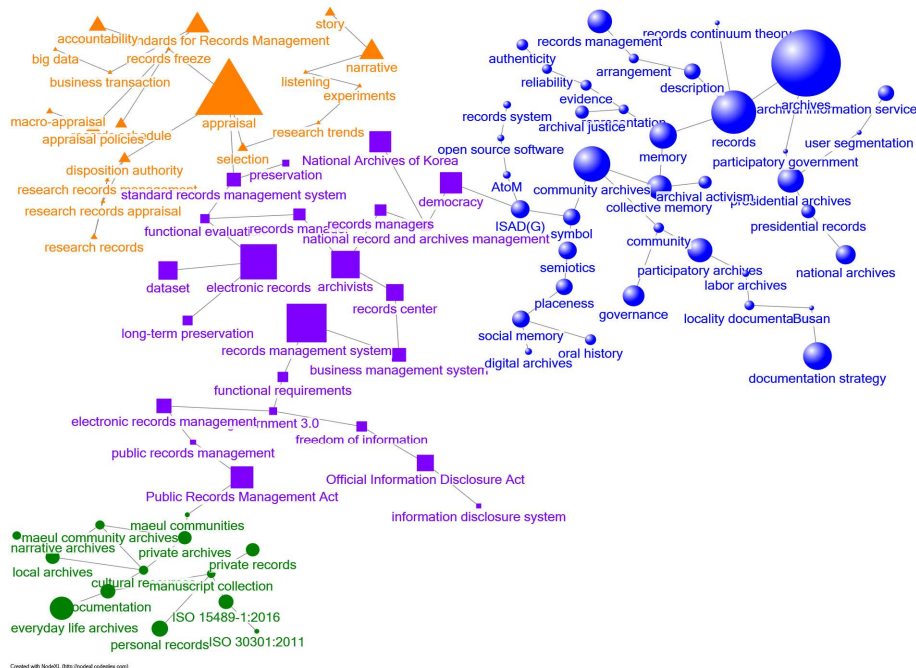 story
accountability
ndards for Records Management
big data
records freeze
narrative
business transaction
listening
experiments
macro-appraisal
appraisal policies
appraisal
research trends
disposition authority
selection
research records
research records appraisal
research records
National Archives of Korea
preservation
standard records management system
democracy
functional evaluati
records managers
national record and archives management
dataset
electronic records
archivists
records center
long-term preservation
records management system
business management system
functional requirements
electronic records management
rnment 3.0
freedom of information
public records management
Official Information Disclosure Act
Public Records Management Act
information disclosure system
records management
records continuum theory
authenticity
arrangement
reliability
description
archives
evidence
archival information service
records system
archival justice
records
user segmentation
open source software
memory
participatory government
AtoM
community archives
archival activism
presidential archives
collective memory
ISAD(G)
symbol
community
presidential records
semiotics
participatory archives
national archives
labor archives
placeness
governance
locality documenta
Busan
social memory
oral history
digital archives
documentation strategy
maeul communities
maeul community archives
narrative archives
private archives
local archives
private records
manuscript collection
ocumentation
everyday life archives
ISO 15489-1:2016
personal records
ISO 30301:2011
Created with NodeXL (http://nodexl.codeplex.com)